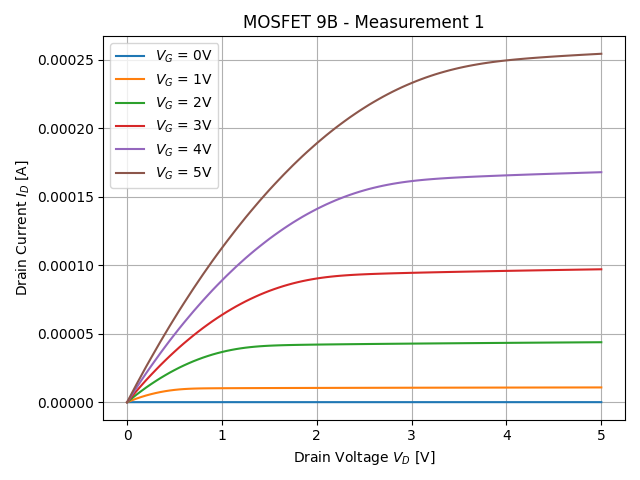 MOSFET 9B - Measurement 1
V_G = 0V
V_G = 1V
V_G = 2V
V_G = 3V
V_G = 4V
V_G = 5V
Drain Current I_D [A]
0.00025
0.00020
0.00015
0.00010
0.00005
0.00000
0 1 2 3 4 5
Drain Voltage V_D [V]